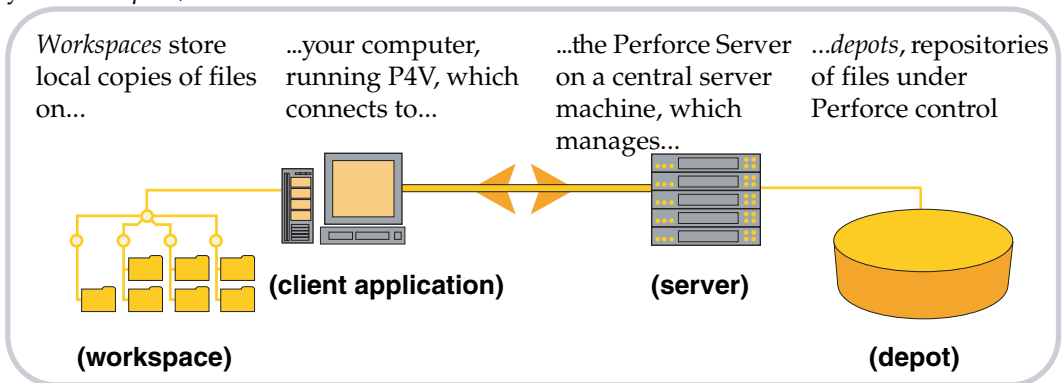 Workspaces store
local copies of files
on...
...your computer,
running P4V, which
connects to...
...the Perforce Server
on a central server
machine, which
manages...
...depots, repositories
of files under
Perforce control
(client application)
(server)
(workspace)
(depot)